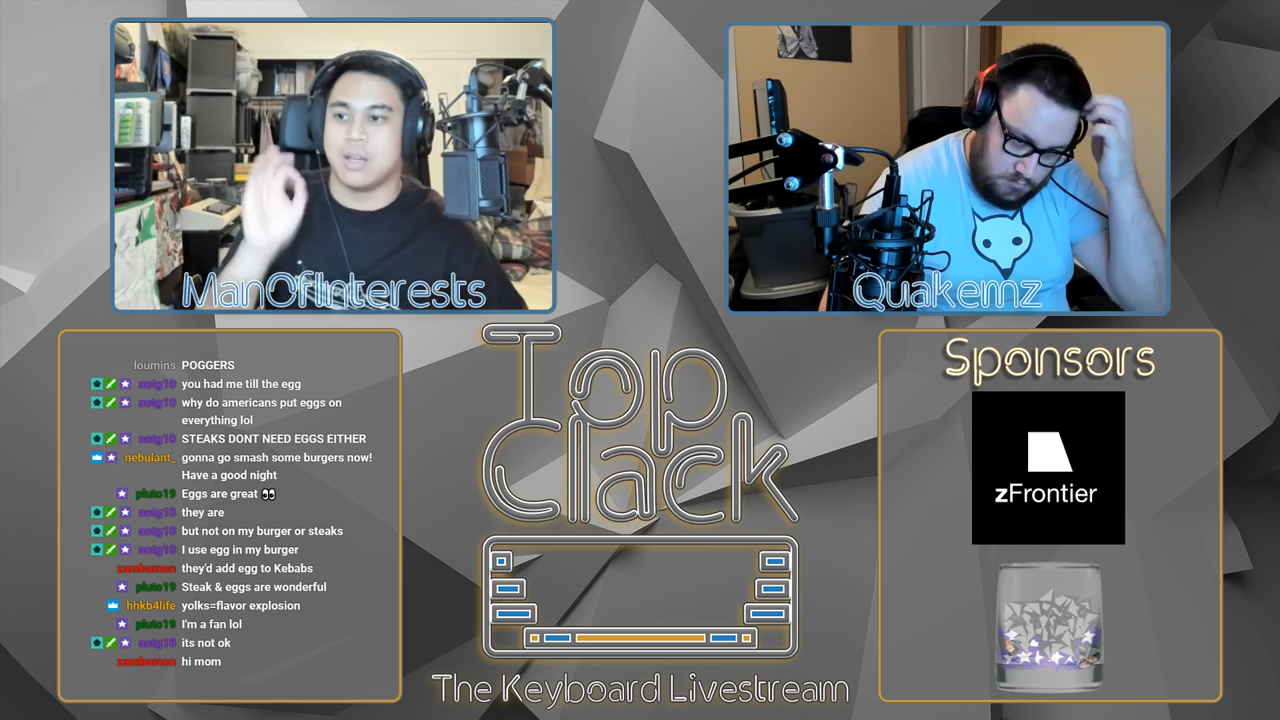 ManOfInterests
Quakemz
loumins POGGERS
notg10 you had me till the egg
notg10 why do americans put eggs on
everything lol
notg10 STEAKS DONT NEED EGGS EITHER
nebulant_ gonna go smash some burgers now!
Have a good night
pluto19 Eggs are great 👀
notg10 they are
notg10 but not on my burger or steaks
notg10 I use egg in my burger
zambumon they'd add egg to Kebabs
pluto19 Steak & eggs are wonderful
hhkb4life yolks=flavor explosion
pluto19 I'm a fan lol
notg10 its not ok
zambumon hi mom
Top
Clack
The Keyboard Livestream
Sponsors
zFrontier